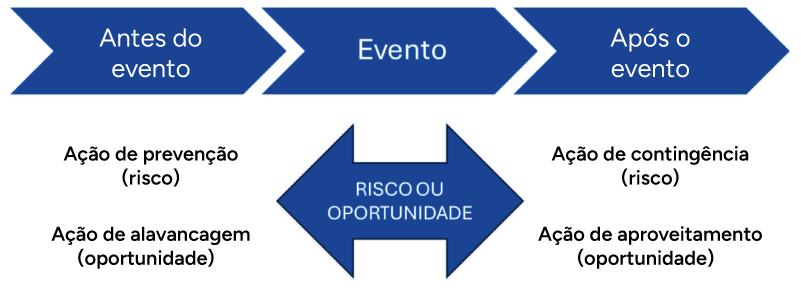 Antes do
evento
Evento
Após o
evento
Ação de prevenção
(risco)
Ação de alavancagem
(oportunidade)
RISCO OU
OPORTUNIDADE
Ação de contingência
(risco)
Ação de aproveitamento
(oportunidade)